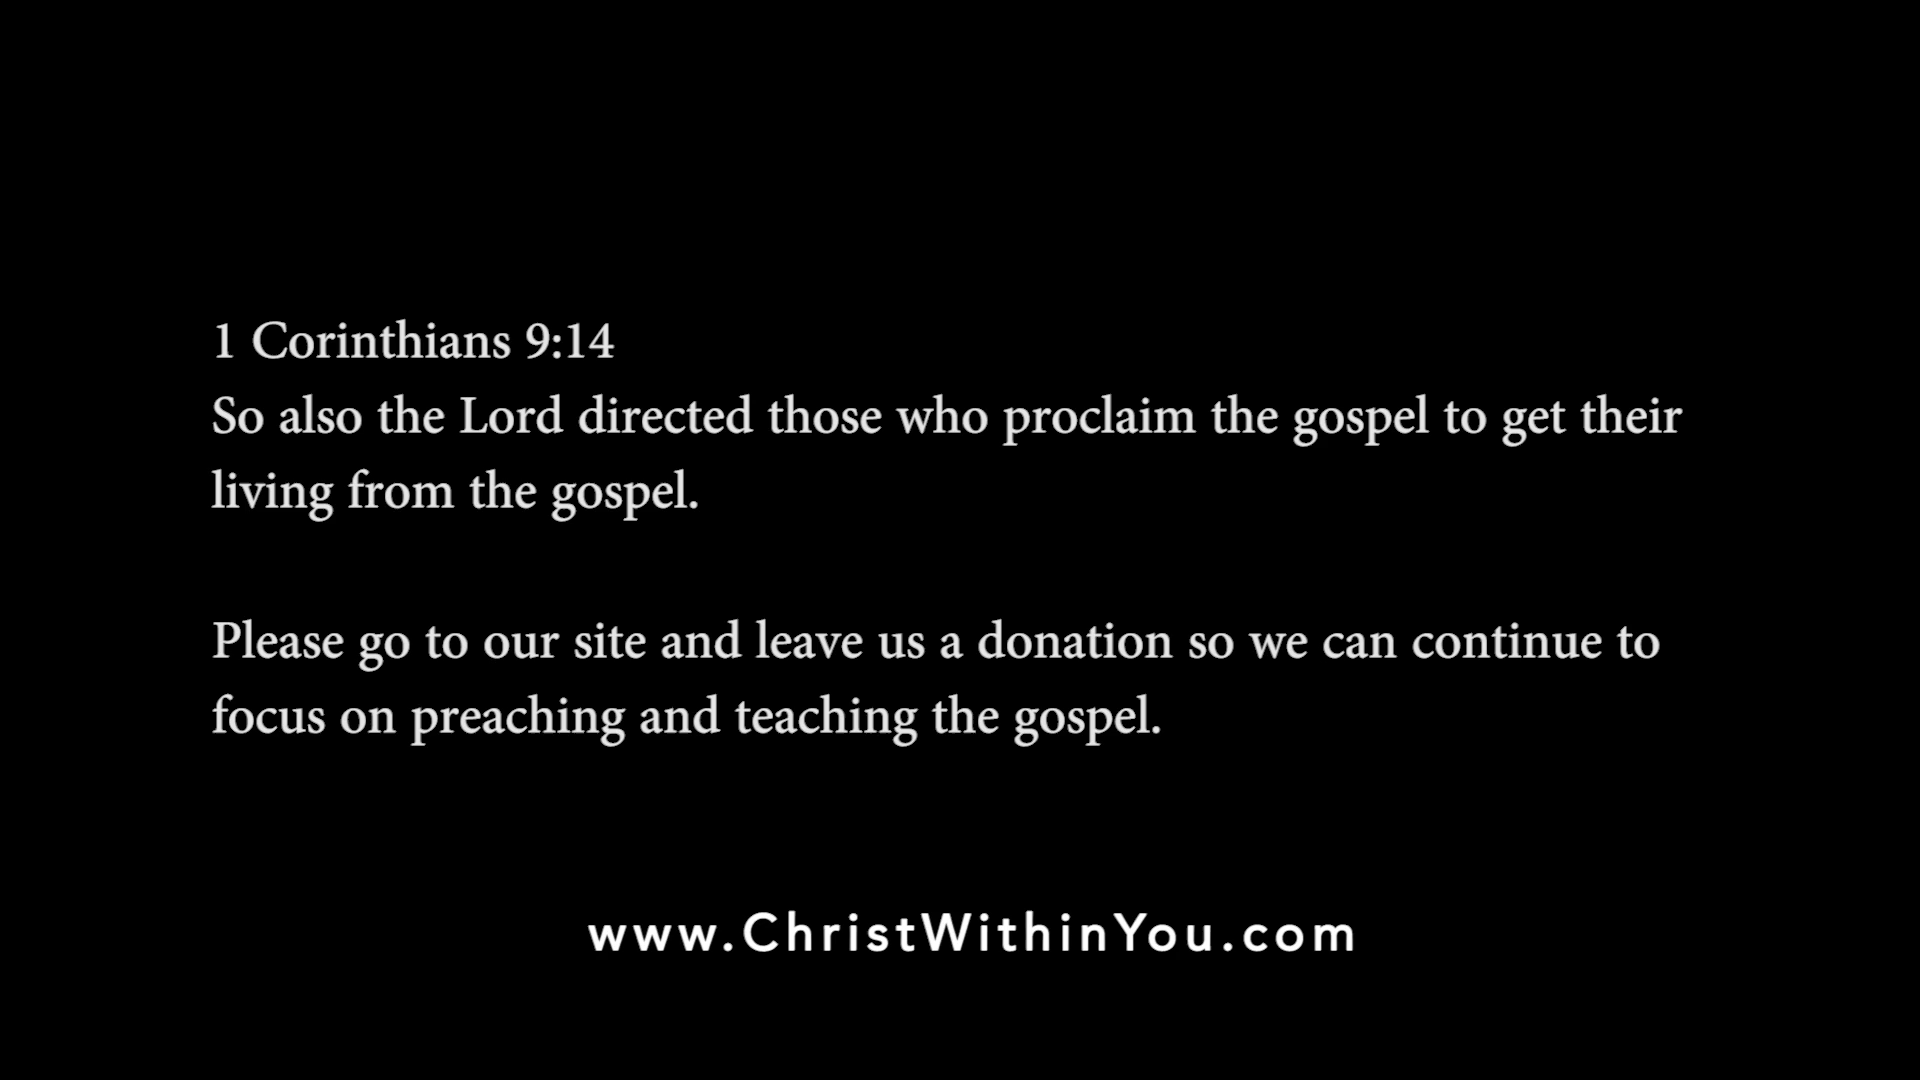 1 Corinthians 9:14
So also the Lord directed those who proclaim the gospel to get their
living from the gospel.
Please go to our site and leave us a donation so we can continue to
focus on preaching and teaching the gospel.
www.ChristWithinYou.com